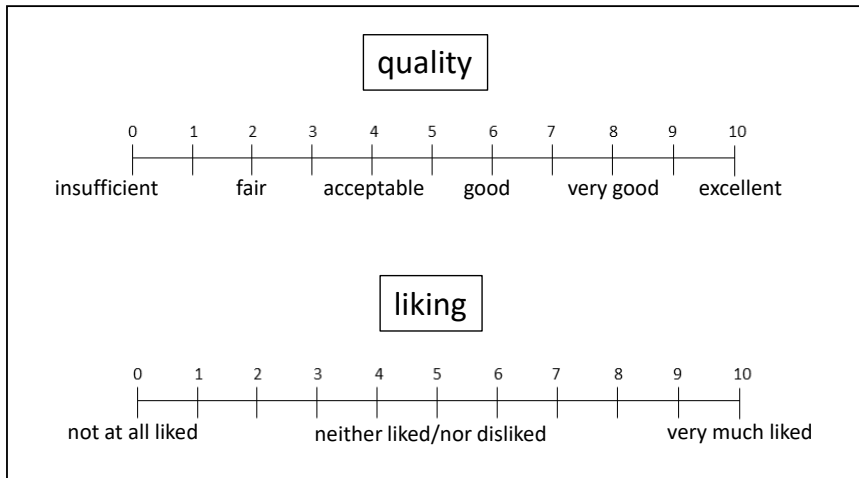 quality
0 1 2 3 4 5 6 7 8 9 10
insufficient fair acceptable good very good excellent
liking
0 1 2 3 4 5 6 7 8 9 10
not at all liked neither liked/nor disliked very much liked